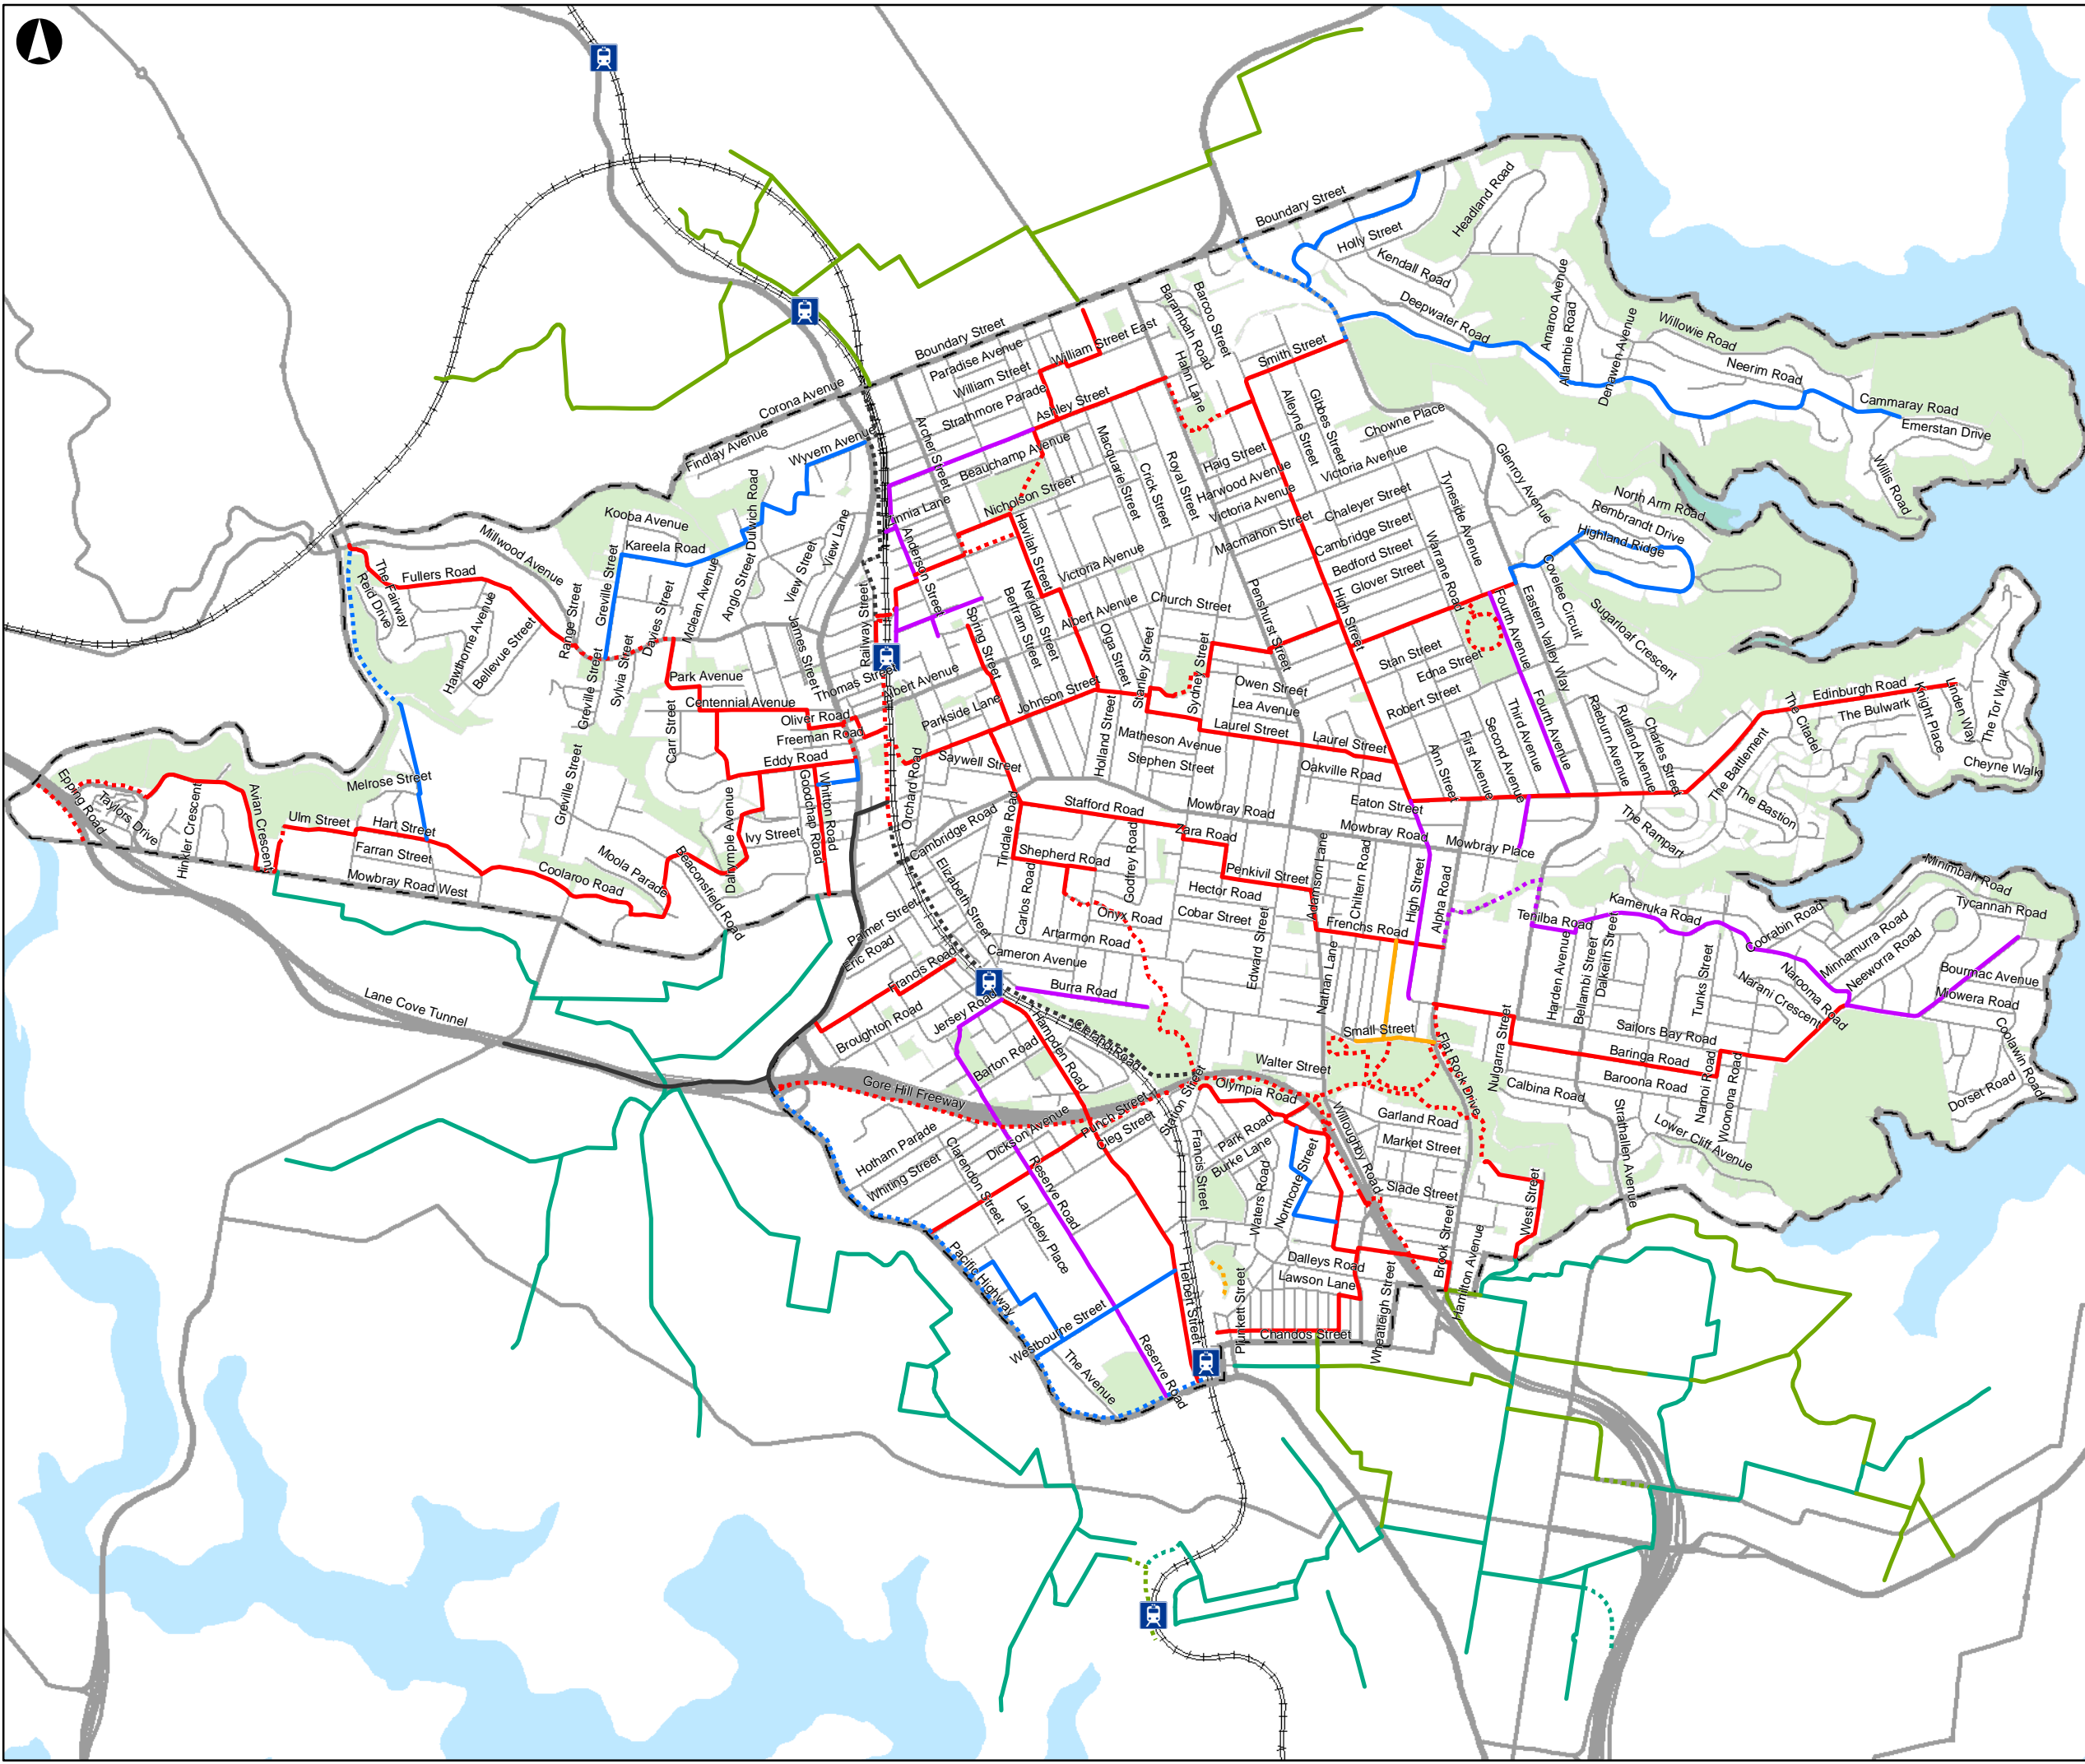 Headland Road
Boundary Street
Holly Street
Kendall Road
Deepwater Road
Amaroo Avenue
Allambie Road
Denawen Avenue
Willowie Road
Neerim Road
Cammaray Road
Emerstan Drive
Willis Road
Barcoo Street
Barambah Road
Hahn Lane
Smith Street
Boundary Street
Paradise Avenue
William Street East
William Street
Strathmore Parade
Ashley Street
Corona Avenue
Archer Street
Beauchamp Avenue
Macquarie Street
Crick Street
Royal Street
Haig Street
Harwood Avenue
Victoria Avenue
Macmahon Street
Alleyne Street
Gibbes Street
Chowne Place
Victoria Avenue
Chaleyer Street
Cambridge Street
Bedford Street
Glover Street
Tyneside Avenue
Warrane Road
Glenroy Avenue
North Arm Road
Rembrandt Drive
Highland Ridge
Covelee Circuit
Sugarloaf Crescent
Findlay Avenue
Wyvern Avenue
Dulwich Road
Kooba Avenue
Kareela Road
Millwood Avenue
Greville Street
Anglo Street
View Street
View Lane
Nicholson Street
Havilah Street
Anderson Street
Victoria Avenue
Neridah Street
Bertram Street
Albert Avenue
Church Street
Penshurst Street
High Street
Fullers Road
The Fairway
Reid Drive
Hawthorne Avenue
Bellevue Street
Range Street
Greville Street
Sylvia Street
Davies Street
Mclean Avenue
James Street
Railway Street
Thomas Street
Albert Avenue
Spring Street
Olga Street
Stanley Street
Sydney Street
Park Avenue
Centennial Avenue
Oliver Road
Freeman Road
Eddy Road
Carr Street
Parkside Lane
Johnson Street
Saywell Street
Orchard Road
Holland Street
Owen Street
Lea Avenue
Laurel Street
Laurel Street
Matheson Avenue
Stephen Street
Oakville Road
Stan Street
Edna Street
Robert Street
Ann Street
First Avenue
Second Avenue
Third Avenue
Fourth Avenue
Fourth Avenue
Eastern Valley Way
Raeburn Avenue
Rutland Avenue
Charles Street
The Battlement
The Citadel
Edinburgh Road
The Bulwark
Knight Place
Linden Way
The Tor Walk
Cheyne Walk
The Bastion
The Rampart
Epping Road
Taylors Drive
Hinkler Crescent
Avian Crescent
Ulm Street
Hart Street
Melrose Street
Farran Street
Mowbray Road West
Coolaroo Road
Moola Parade
Greville Street
Beaconsfield Road
Dalrymple Avenue
Ivy Street
Goodchap Road
Whitton Road
Cambridge Road
Elizabeth Street
Tindale Road
Stafford Road
Mowbray Road
Zara Road
Eaton Street
Mowbray Road
Mowbray Place
Shepherd Road
Carlos Road
Godfrey Road
Penkivil Street
Hector Road
Cobar Street
Onyx Road
Artarmon Road
Edward Street
Adamson Lane
Chiltern Road
High Street
Alpha Road
Frenchs Road
Nathan Lane
Palmer Street
Eric Road
Francis Road
Cameron Avenue
Burra Road
Broughton Road
Jersey Road
Cleland Road
Hampden Road
Barton Road
Small Street
Walter Street
Flat Rock Drive
Tenilba Road
Kameruka Road
Coorabin Road
Minimbah Road
Tycannah Road
Minnamurra Road
Neeworra Road
Bourmac Avenue
Miowera Road
Narooma Road
Narani Crescent
Coolawin Road
Dorset Road
Harden Avenue
Bellambi Street
Dalkeith Street
Tunks Street
Sailors Bay Road
Baringa Road
Baroona Road
Namoi Road
Woonona Road
Nulgarra Street
Calbina Road
Lower Cliff Avenue
Strathallen Avenue
Lane Cove Tunnel
Gore Hill Freeway
Hotham Parade
Whiting Street
Clarendon Street
Dickson Avenue
Punch Street
Cleg Street
Station Street
Olympia Road
Park Road
Burke Lane
Francis Street
Waters Road
Northcote Street
Willoughby Road
Garland Road
Market Street
Slade Street
West Street
Brook Street
Hamilton Avenue
Reserve Road
Lanceley Place
Pacific Highway
Westbourne Street
The Avenue
Reserve Road
Herbert Street
Plunkett Street
Dalleys Road
Lawson Lane
Chandos Street
Wheatleigh Street